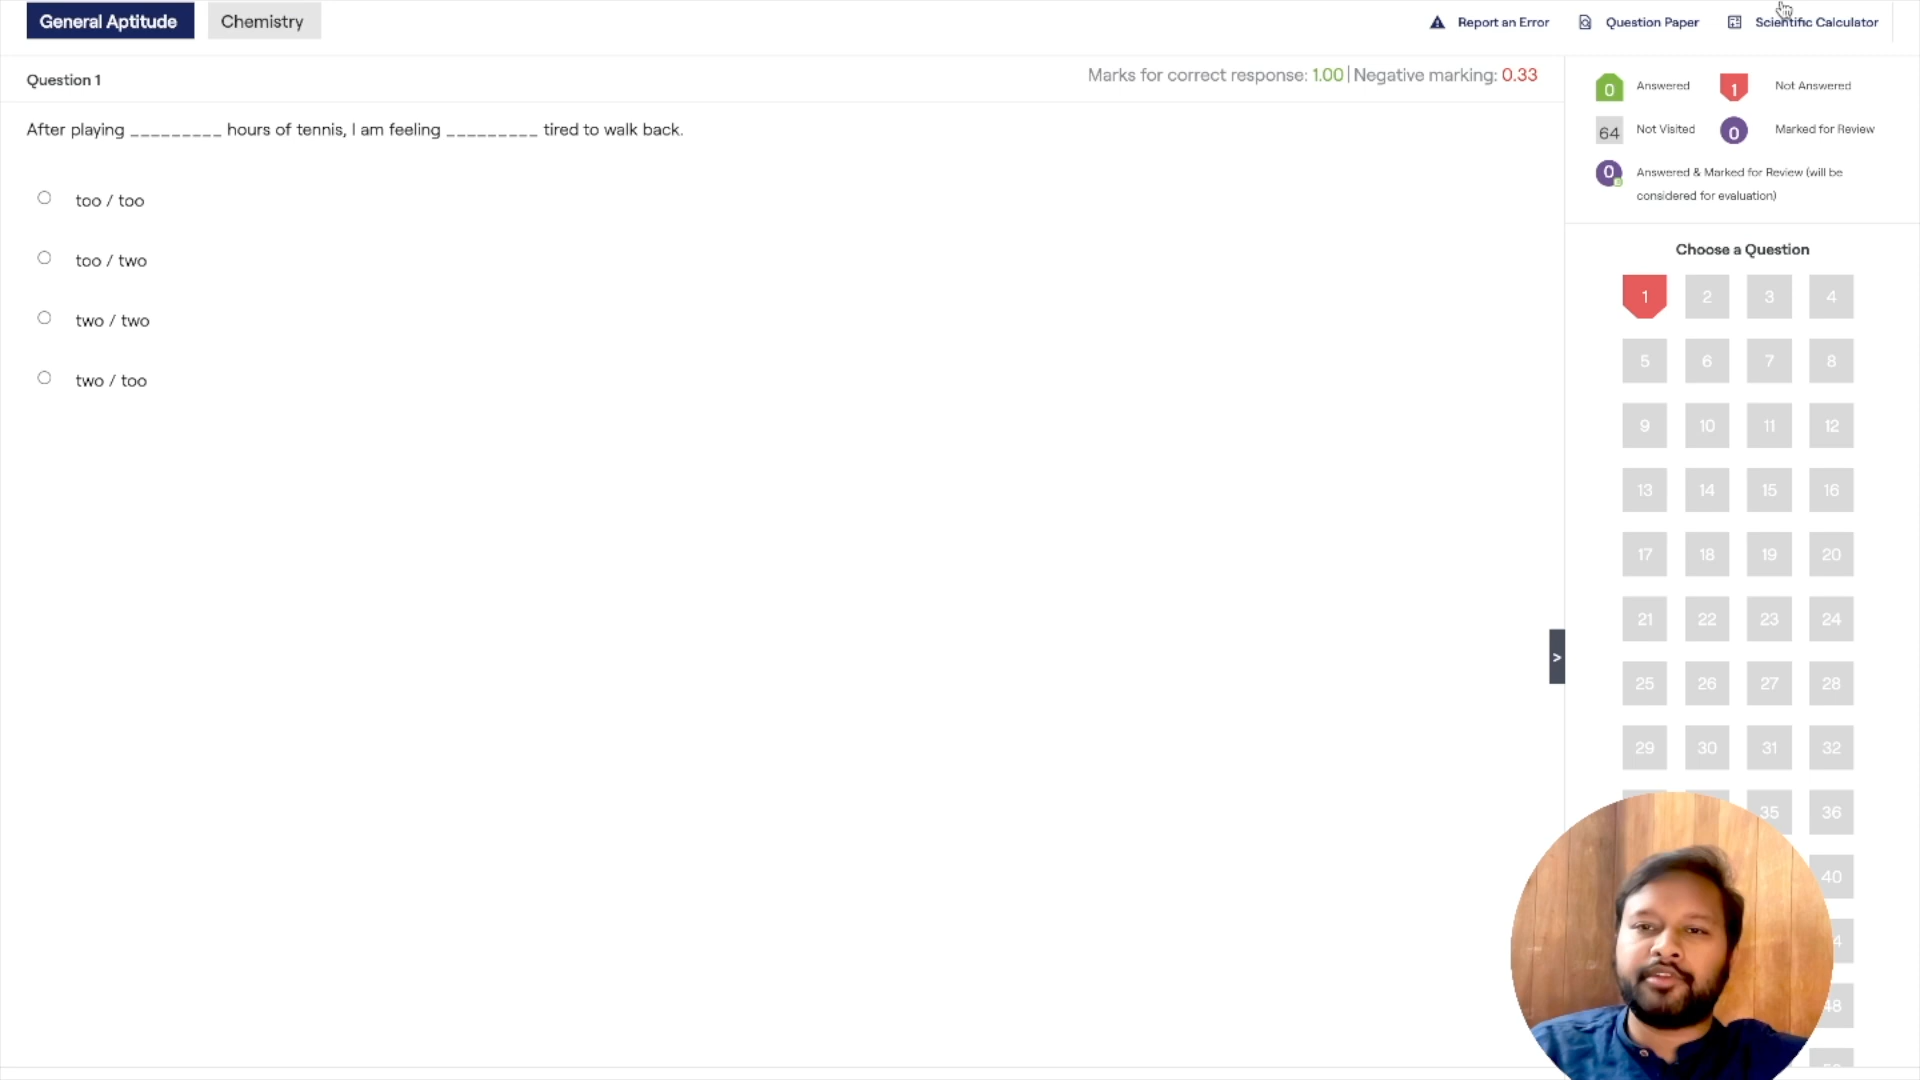 General Aptitude
Chemistry
Report an Error
Question Paper
Scientific Calculator
Question 1
Marks for correct response: 1.00 | Negative marking: 0.33
After playing _________ hours of tennis, I am feeling _________ tired to walk back.
too / too
too / two
two / two
two / too
0 Answered
1 Not Answered
64 Not Visited
0 Marked for Review
0 Answered & Marked for Review (will be
considered for evaluation)
Choose a Question
1 2 3 4
5 6 7 8
9 10 11 12
13 14 15 16
17 18 19 20
21 22 23 24
25 26 27 28
29 30 31 32
35 36
40
4
48
>